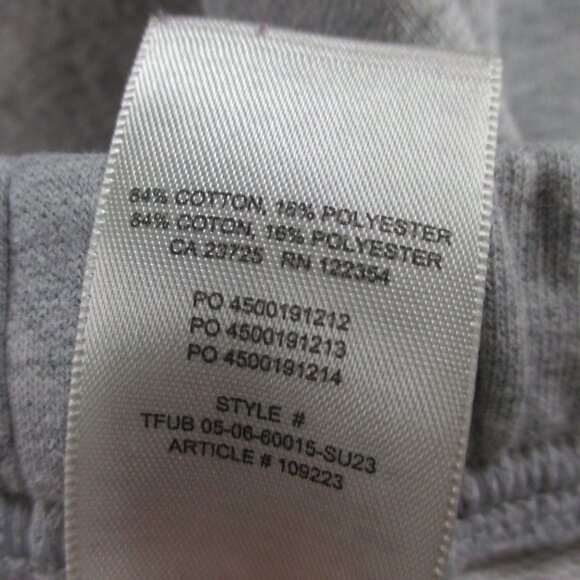 84% COTTON, 16% POLYESTER
84% COTON, 16% POLYESTER
CA 23725 RN 122354
PO 4500191212
PO 4500191213
PO 4500191214
STYLE #
TFUB 05-06-60015-SU23
ARTICLE # 109223